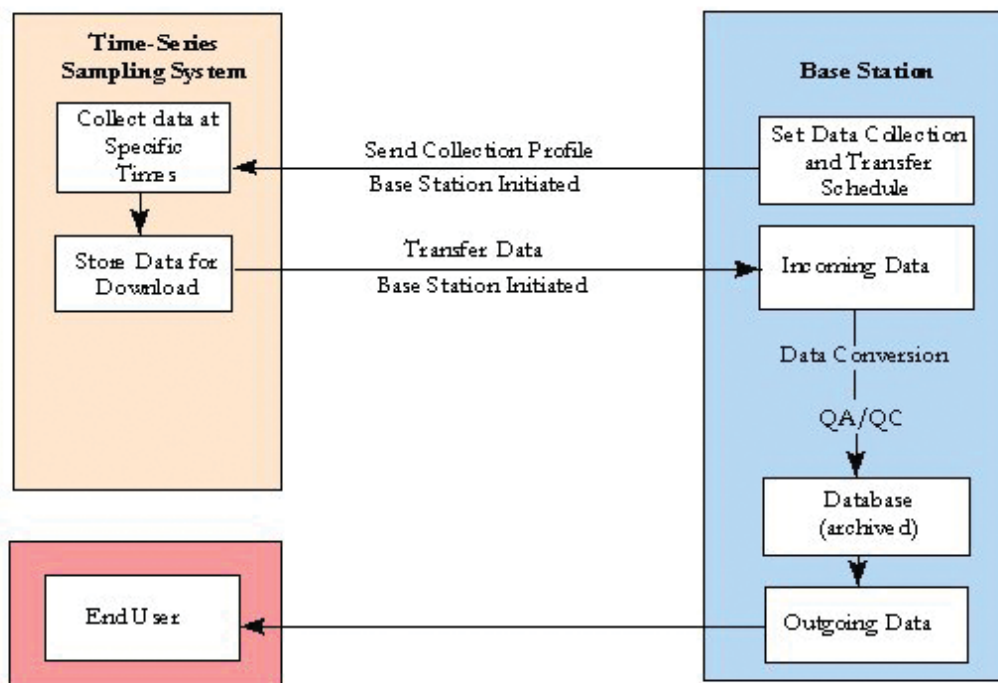 Time-Series
Sampling System
Collect data at
Specific
Times
Store Data for
Download
Send Collection Profile
Base Station Initiated
Transfer Data
Base Station Initiated
Base Station
Set Data Collection
and Transfer
Schedule
Incoming Data
Data Conversion
QA/QC
Database
(archived)
Outgoing Data
End User